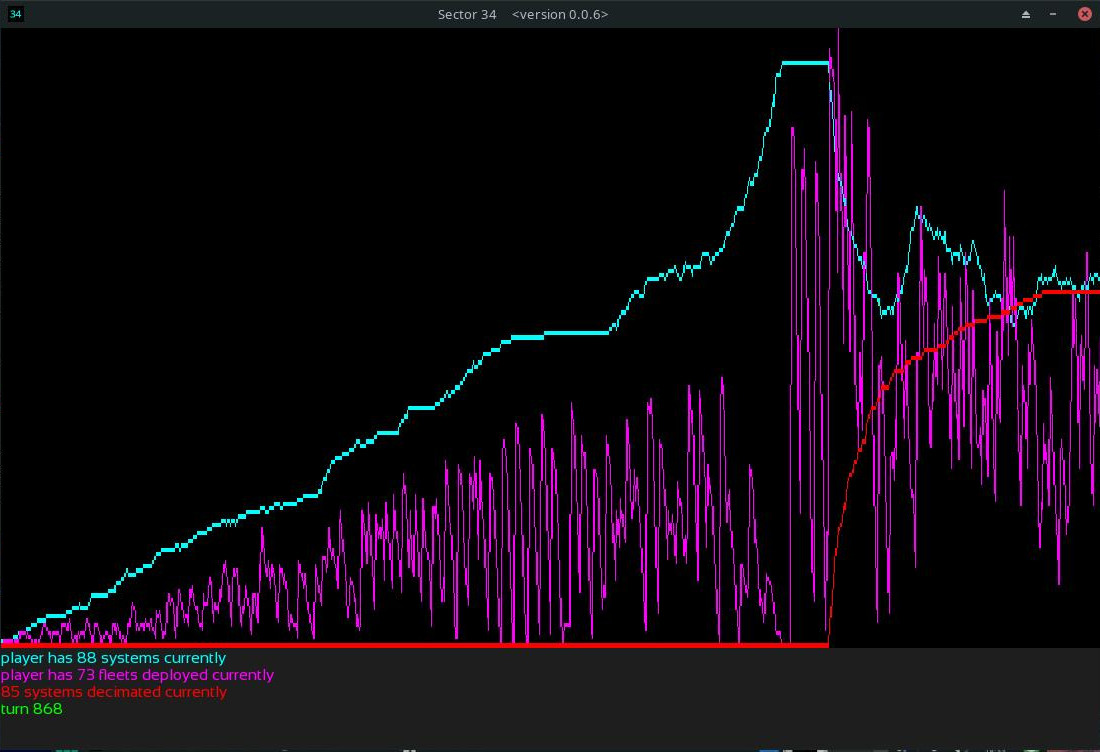 34
Sector 34 <version 0.0.6>
player has 88 systems currently
player has 73 fleets deployed currently
85 systems decimated currently
turn 868